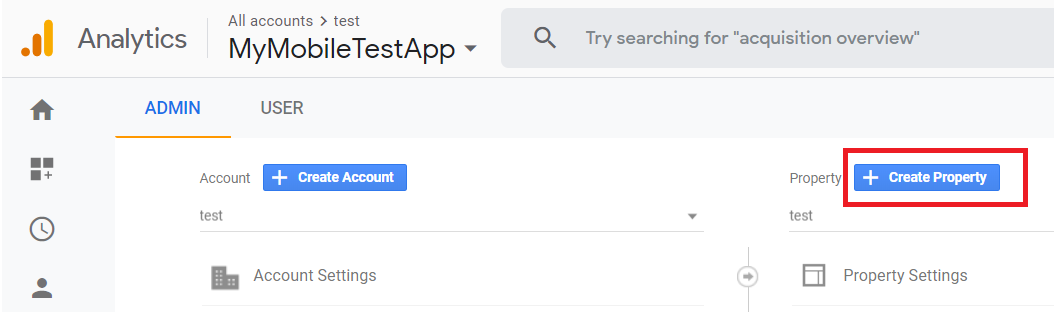 All accounts > test
Analytics
MyMobileTestApp
Try searching for "acquisition overview"
ADMIN USER
Account + Create Account
Property + Create Property
test
test
Account Settings
Property Settings